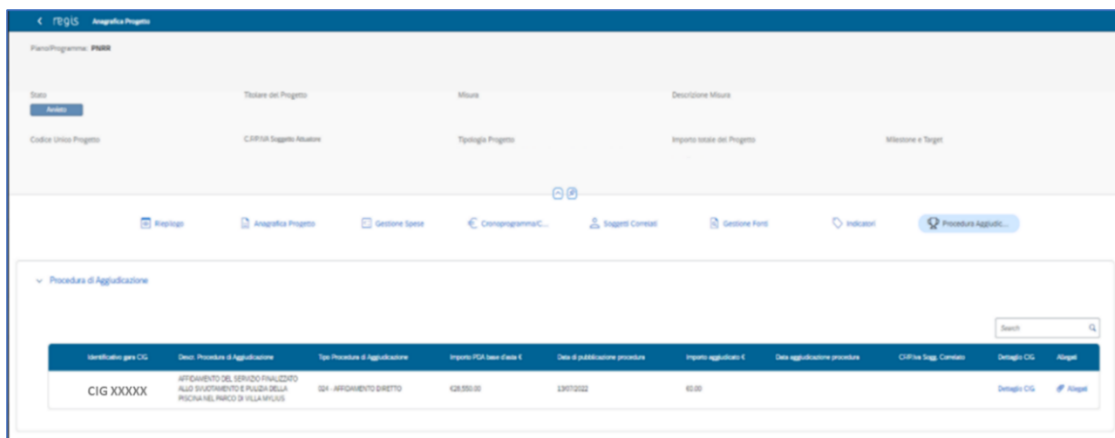 regis Anagrafica Progetto
Piano/Programma: PNRR
Stato Titolare del Progetto Misura Descrizione Misura
Avviato
Codice Unico Progetto C.F/P.IVA Soggetto Attuatore Tipologia Progetto Importo totale del Progetto Milestone e Target
Riepilogo Anagrafica Progetto Gestione Spese Cronoprogramma/C... Soggetti Correlati Gestione Fonti Indicatori Procedura Aggiudic...
Procedura di Aggiudicazione
Search
Identificativo gara CIG Descr. Procedura di Aggiudicazione Tipo Procedura di Aggiudicazione Importo PDA base d'asta € Data di pubblicazione procedura Importo aggiudicato € Data aggiudicazione procedura C.F/P.Iva Sogg. Correlato Dettaglio CIG Allegati
AFFIDAMENTO DEL SERVIZIO FINALIZZATO
CIG XXXXX ALLO SVUOTAMENTO E PULIZIA DELLA 024 - AFFIDAMENTO DIRETTO €28,550.00 13/07/2022 €0.00 Dettaglio CIG Allegati
PISCINA NEL PARCO DI VILLA MYLIUS